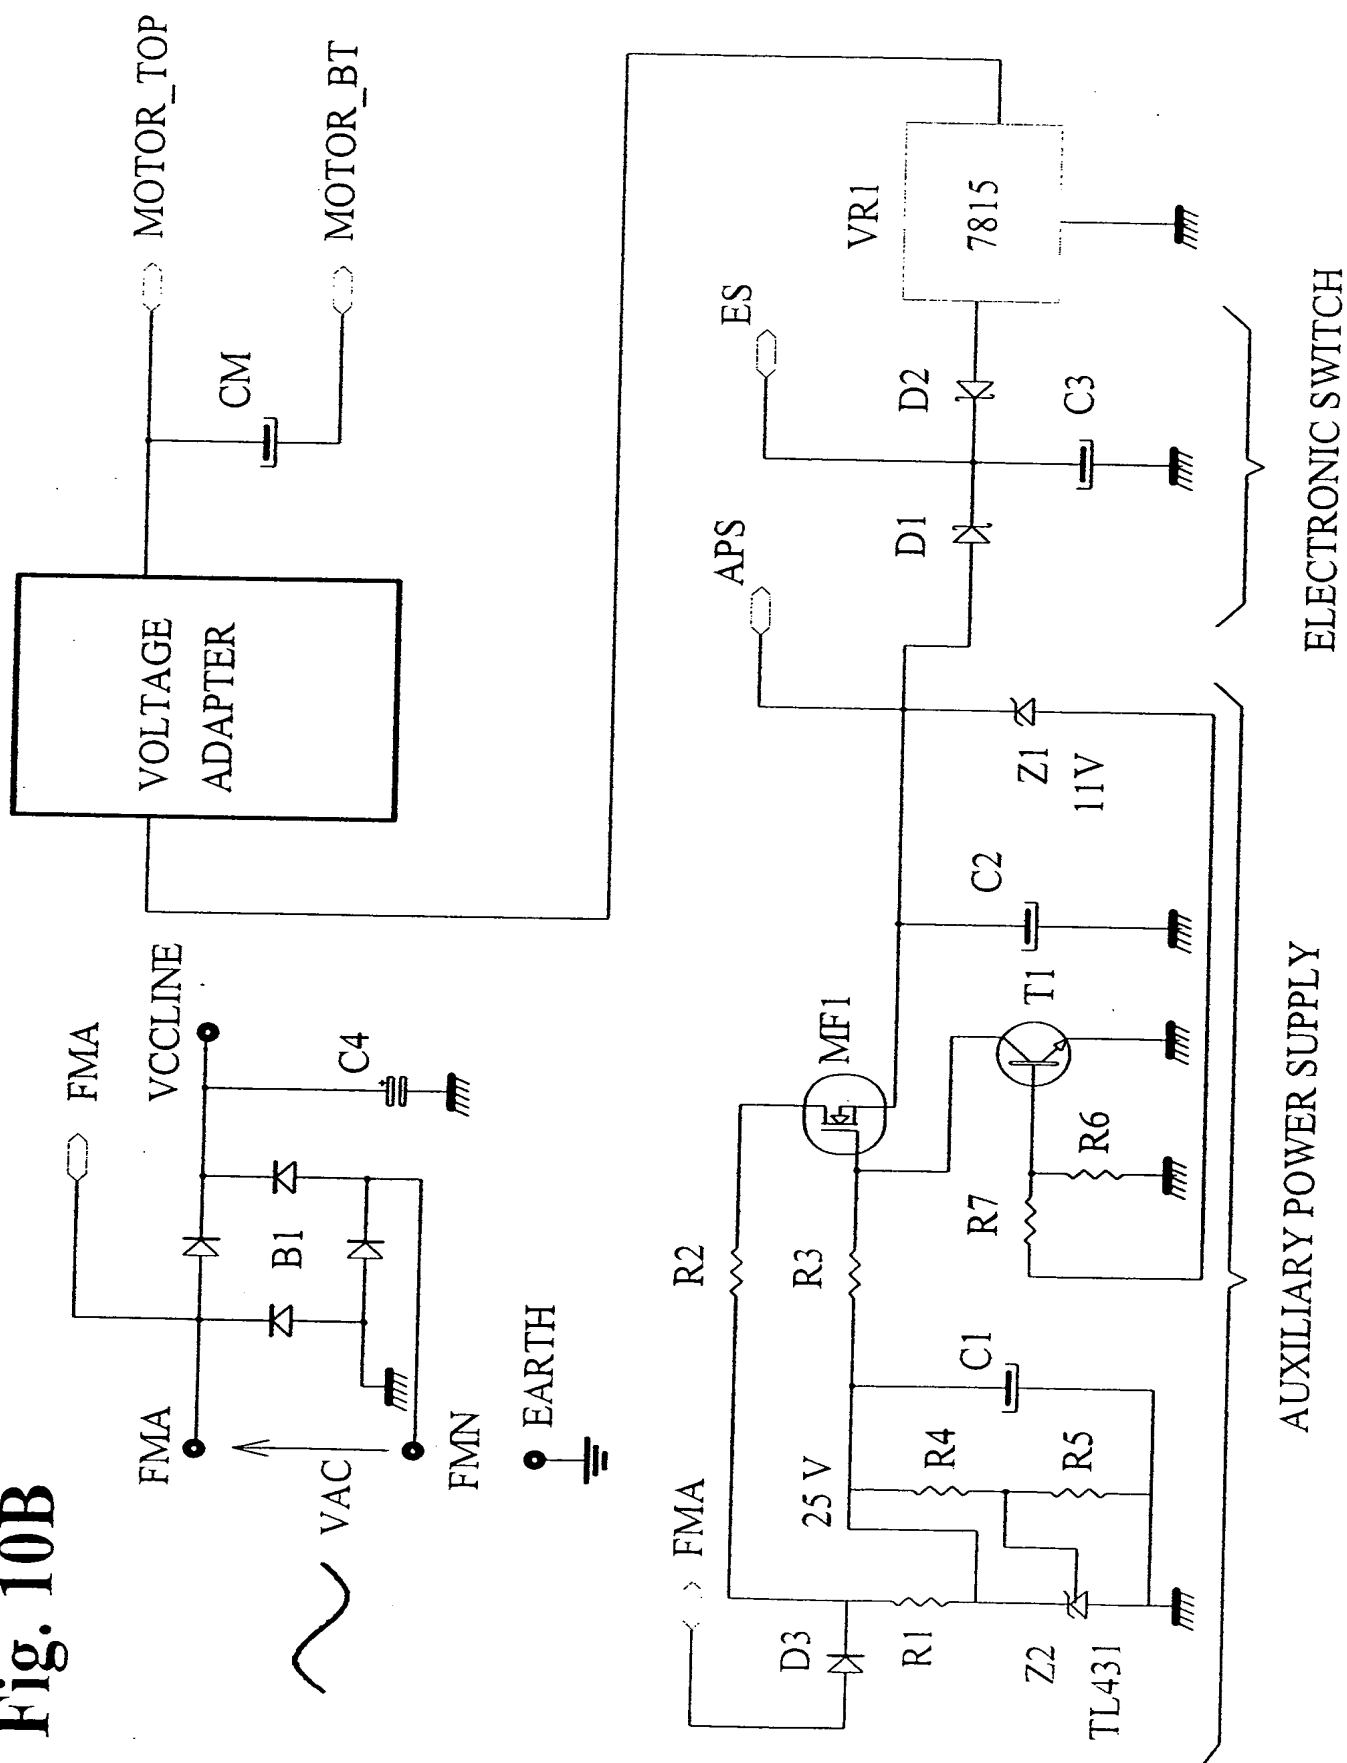 Fig. 10B
FMA
FMA
VCCLINE
B1
C4
VAC
FMN
EARTH
VOLTAGE
ADAPTER
MOTOR_TOP
CM
MOTOR_BT
FMA
D3
R1
R2
25 V
R3
MF1
R4
R5
C1
Z2
TL431
R7
R6
T1
C2
APS
Z1
11V
ES
D1
D2
C3
VR1
7815
AUXILIARY POWER SUPPLY
ELECTRONIC SWITCH